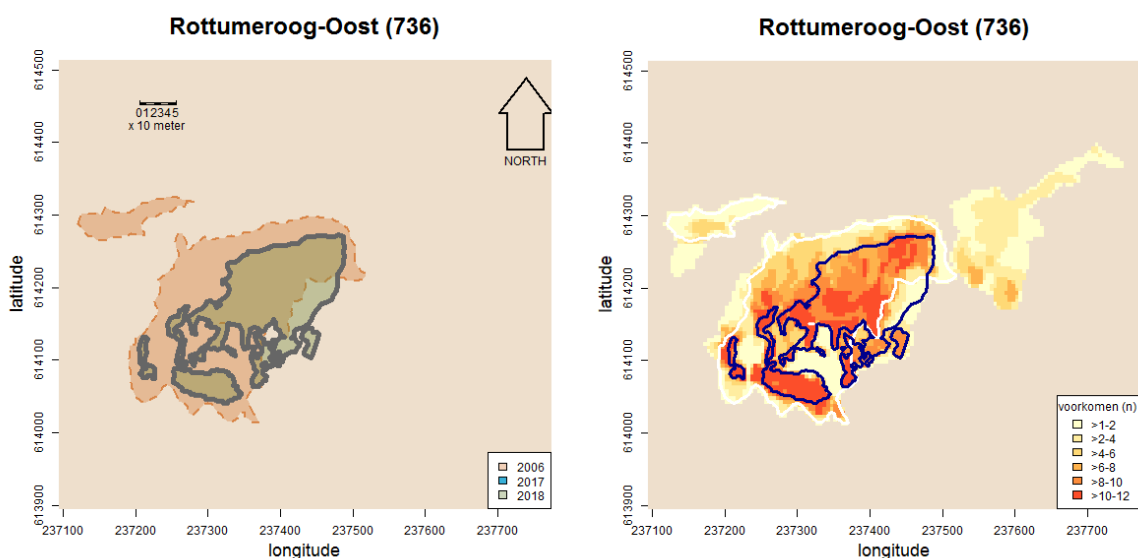 Rottumeroog-Oost (736)
614500
614400
614300
614200
614100
614000
613900
latitude
012345
x 10 meter
NORTH
2006
2017
2018
237100 237200 237300 237400 237500 237600 237700
longitude
Rottumeroog-Oost (736)
614500
614400
614300
614200
614100
614000
613900
latitude
voorkomen (n)
>1-2
>2-4
>4-6
>6-8
>8-10
>10-12
237100 237200 237300 237400 237500 237600 237700
longitude